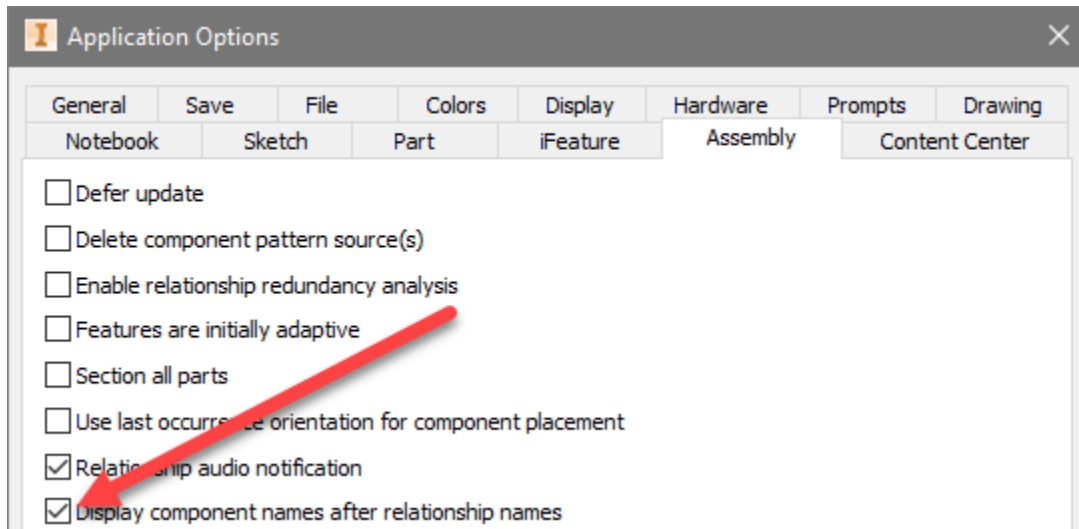 Application Options
General Save File Colors Display Hardware Prompts Drawing
Notebook Sketch Part iFeature Assembly Content Center
Defer update
Delete component pattern source(s)
Enable relationship redundancy analysis
Features are initially adaptive
Section all parts
Use last occurrence orientation for component placement
Relationship audio notification
Display component names after relationship names